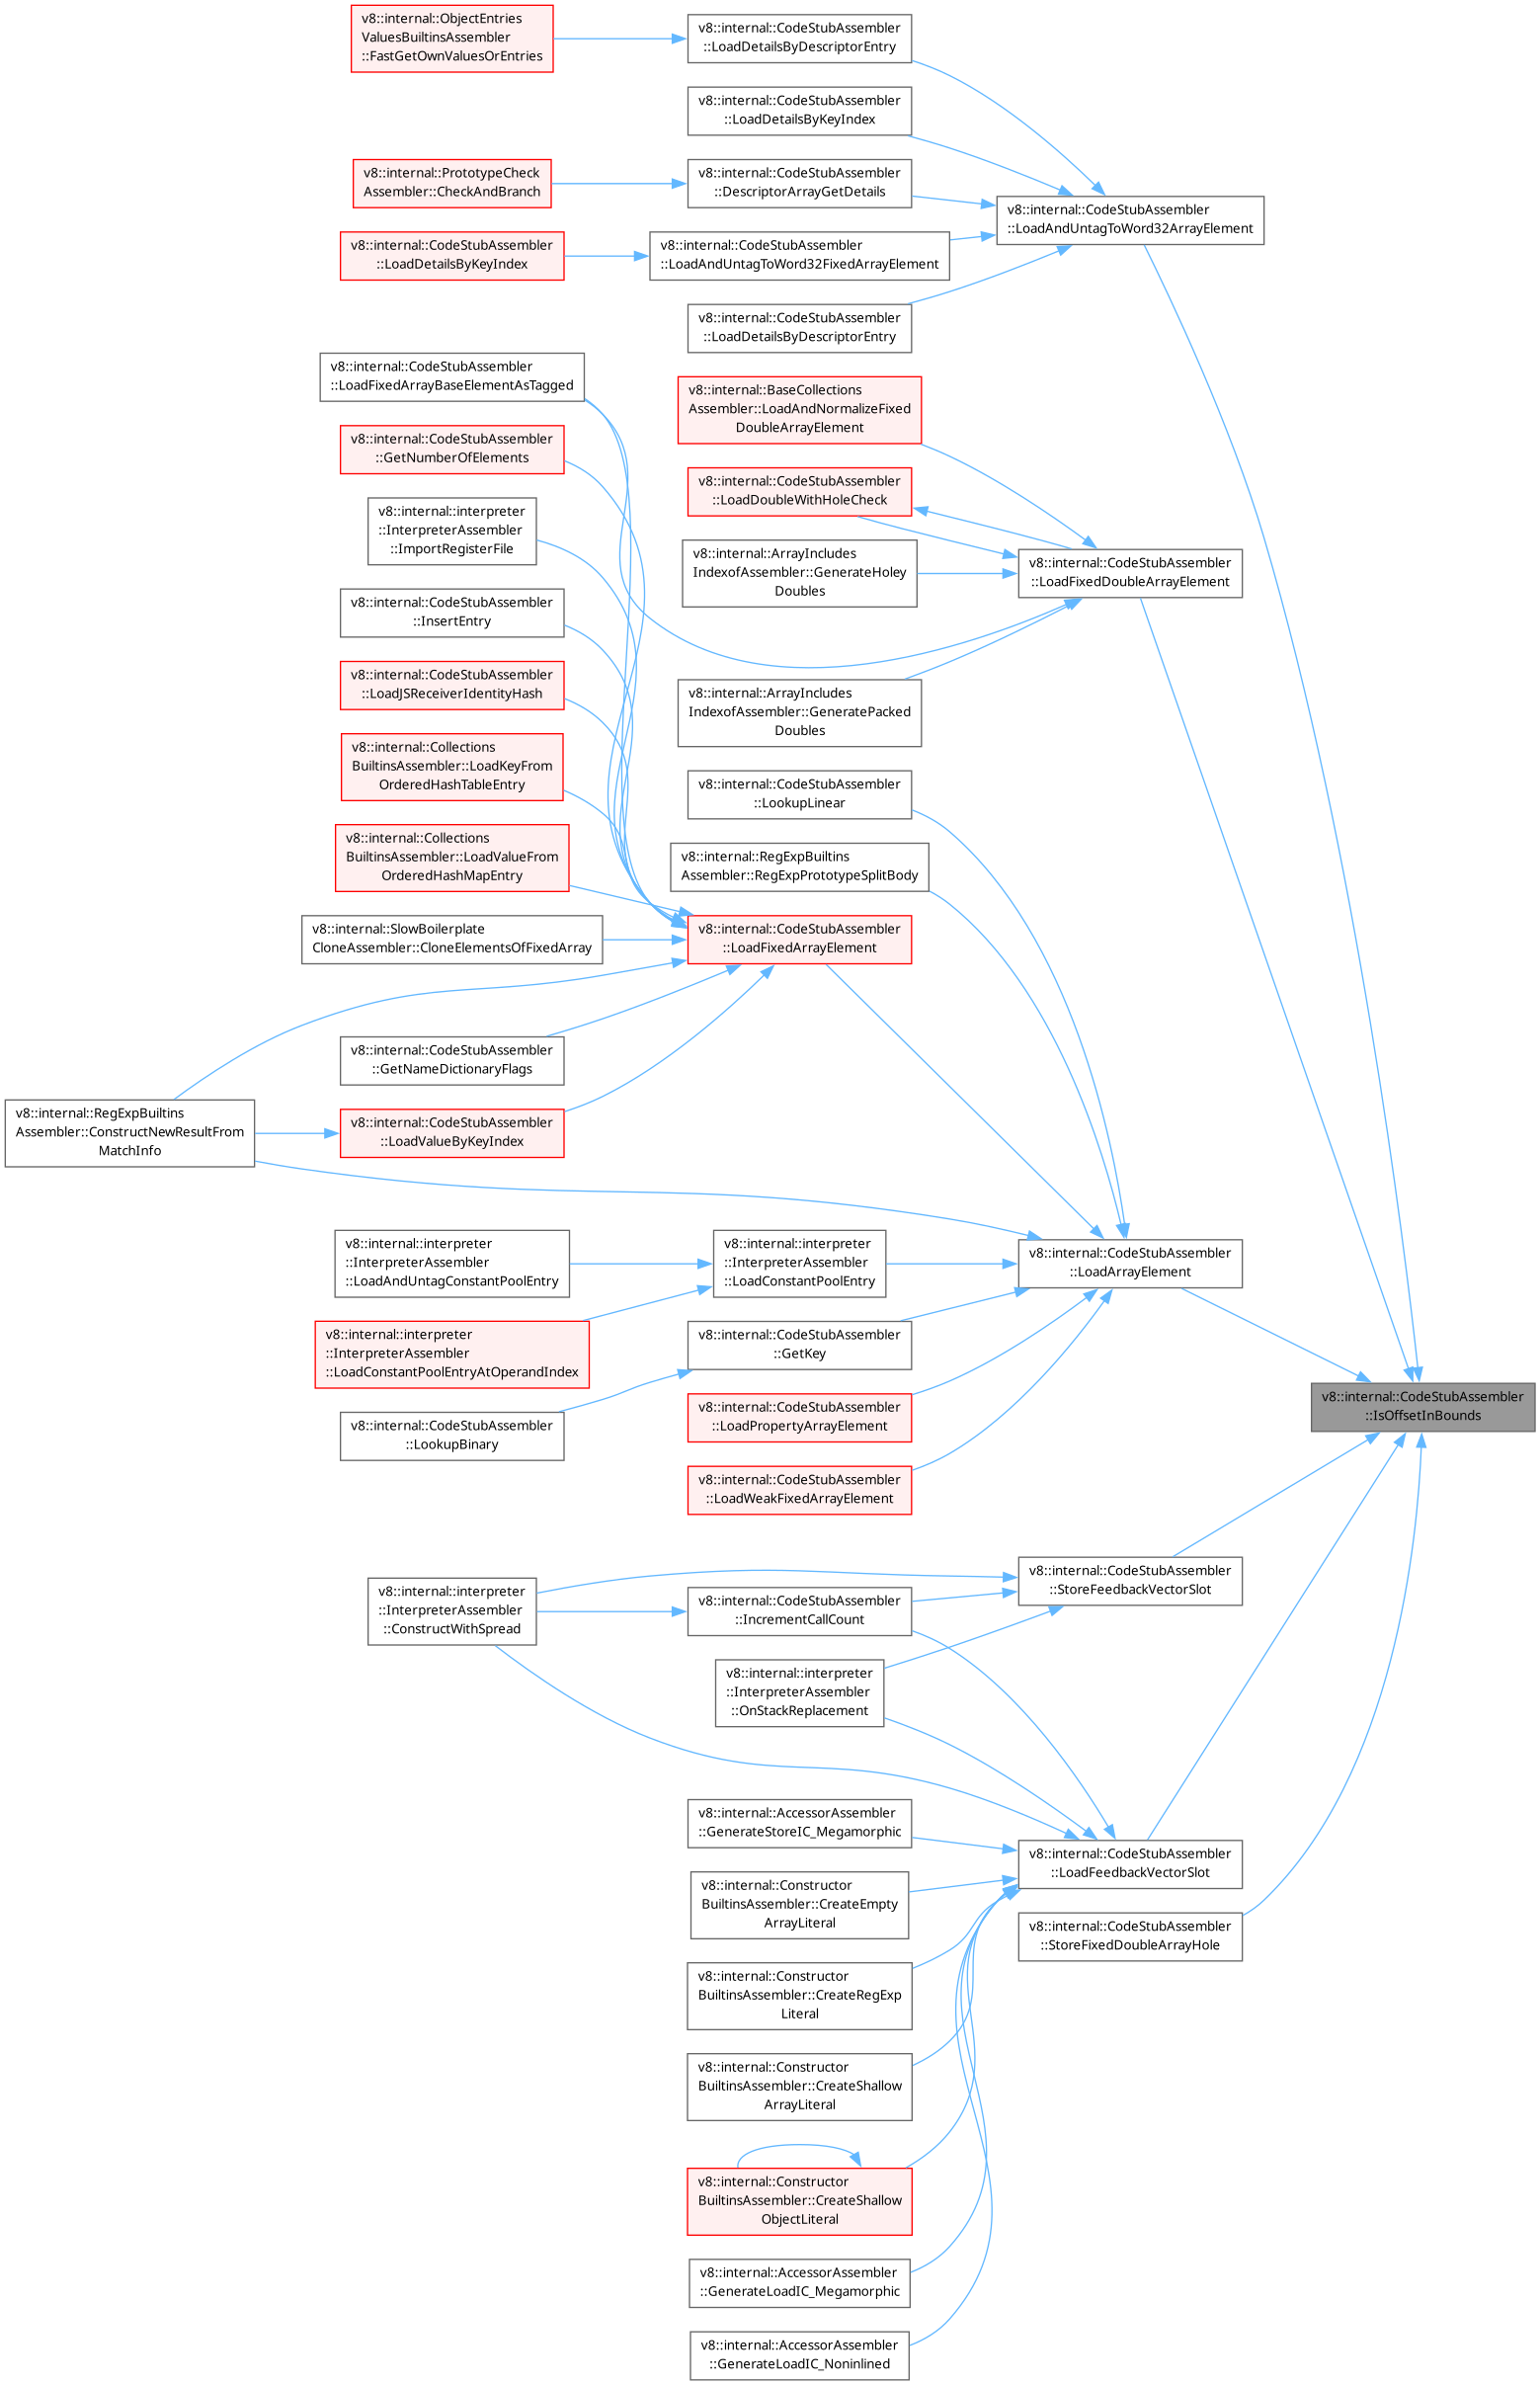 v8::internal::ObjectEntries
ValuesBuiltinsAssembler
::FastGetOwnValuesOrEntries
v8::internal::CodeStubAssembler
::LoadDetailsByDescriptorEntry
v8::internal::CodeStubAssembler
::LoadDetailsByKeyIndex
v8::internal::PrototypeCheck
Assembler::CheckAndBranch
v8::internal::CodeStubAssembler
::DescriptorArrayGetDetails
v8::internal::CodeStubAssembler
::LoadAndUntagToWord32ArrayElement
v8::internal::CodeStubAssembler
::LoadDetailsByKeyIndex
v8::internal::CodeStubAssembler
::LoadAndUntagToWord32FixedArrayElement
v8::internal::CodeStubAssembler
::LoadDetailsByDescriptorEntry
v8::internal::CodeStubAssembler
::LoadFixedArrayBaseElementAsTagged
v8::internal::BaseCollections
Assembler::LoadAndNormalizeFixed
DoubleArrayElement
v8::internal::CodeStubAssembler
::GetNumberOfElements
v8::internal::CodeStubAssembler
::LoadDoubleWithHoleCheck
v8::internal::interpreter
::InterpreterAssembler
::ImportRegisterFile
v8::internal::ArrayIncludes
IndexofAssembler::GenerateHoley
Doubles
v8::internal::CodeStubAssembler
::LoadFixedDoubleArrayElement
v8::internal::CodeStubAssembler
::InsertEntry
v8::internal::CodeStubAssembler
::LoadJSReceiverIdentityHash
v8::internal::ArrayIncludes
IndexofAssembler::GeneratePacked
Doubles
v8::internal::Collections
BuiltinsAssembler::LoadKeyFrom
OrderedHashTableEntry
v8::internal::CodeStubAssembler
::LookupLinear
v8::internal::Collections
BuiltinsAssembler::LoadValueFrom
OrderedHashMapEntry
v8::internal::RegExpBuiltins
Assembler::RegExpPrototypeSplitBody
v8::internal::SlowBoilerplate
CloneAssembler::CloneElementsOfFixedArray
v8::internal::CodeStubAssembler
::LoadFixedArrayElement
v8::internal::CodeStubAssembler
::GetNameDictionaryFlags
v8::internal::RegExpBuiltins
Assembler::ConstructNewResultFrom
MatchInfo
v8::internal::CodeStubAssembler
::LoadValueByKeyIndex
v8::internal::interpreter
::InterpreterAssembler
::LoadAndUntagConstantPoolEntry
v8::internal::interpreter
::InterpreterAssembler
::LoadConstantPoolEntry
v8::internal::CodeStubAssembler
::LoadArrayElement
v8::internal::interpreter
::InterpreterAssembler
::LoadConstantPoolEntryAtOperandIndex
v8::internal::CodeStubAssembler
::GetKey
v8::internal::CodeStubAssembler
::LookupBinary
v8::internal::CodeStubAssembler
::LoadPropertyArrayElement
v8::internal::CodeStubAssembler
::IsOffsetInBounds
v8::internal::CodeStubAssembler
::LoadWeakFixedArrayElement
v8::internal::interpreter
::InterpreterAssembler
::ConstructWithSpread
v8::internal::CodeStubAssembler
::IncrementCallCount
v8::internal::CodeStubAssembler
::StoreFeedbackVectorSlot
v8::internal::interpreter
::InterpreterAssembler
::OnStackReplacement
v8::internal::AccessorAssembler
::GenerateStoreIC_Megamorphic
v8::internal::CodeStubAssembler
::LoadFeedbackVectorSlot
v8::internal::Constructor
BuiltinsAssembler::CreateEmpty
ArrayLiteral
v8::internal::CodeStubAssembler
::StoreFixedDoubleArrayHole
v8::internal::Constructor
BuiltinsAssembler::CreateRegExp
Literal
v8::internal::Constructor
BuiltinsAssembler::CreateShallow
ArrayLiteral
v8::internal::Constructor
BuiltinsAssembler::CreateShallow
ObjectLiteral
v8::internal::AccessorAssembler
::GenerateLoadIC_Megamorphic
v8::internal::AccessorAssembler
::GenerateLoadIC_Noninlined